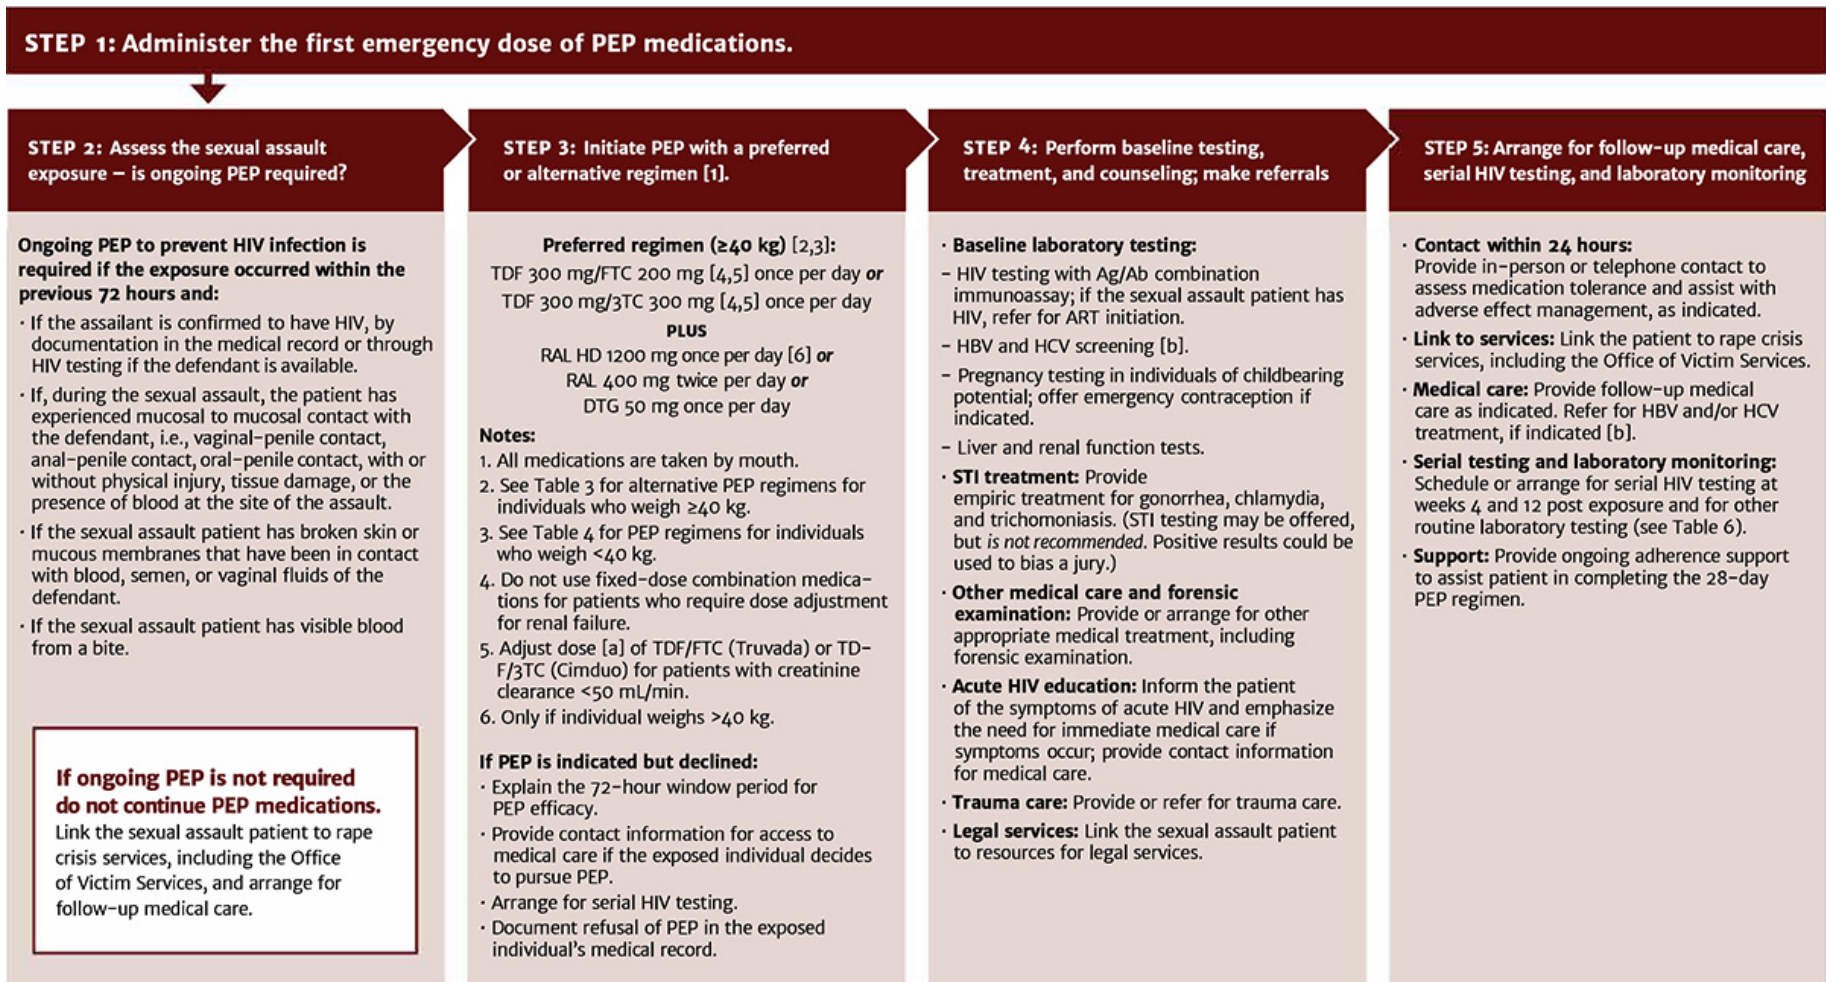 STEP 1: Administer the first emergency dose of PEP medications.
STEP 2: Assess the sexual assault
exposure – is ongoing PEP required?
Ongoing PEP to prevent HIV infection is
required if the exposure occurred within the
previous 72 hours and:
· If the assailant is confirmed to have HIV, by
documentation in the medical record or through
HIV testing if the defendant is available.
· If, during the sexual assault, the patient has
experienced mucosal to mucosal contact with
the defendant, i.e., vaginal-penile contact,
anal-penile contact, oral-penile contact, with or
without physical injury, tissue damage, or the
presence of blood at the site of the assault.
· If the sexual assault patient has broken skin or
mucous membranes that have been in contact
with blood, semen, or vaginal fluids of the
defendant.
· If the sexual assault patient has visible blood
from a bite.
If ongoing PEP is not required
do not continue PEP medications.
Link the sexual assault patient to rape
crisis services, including the Office
of Victim Services, and arrange for
follow-up medical care.
STEP 3: Initiate PEP with a preferred
or alternative regimen [1].
Preferred regimen (≥40 kg) [2,3]:
TDF 300 mg/FTC 200 mg [4,5] once per day or
TDF 300 mg/3TC 300 mg [4,5] once per day
PLUS
RAL HD 1200 mg once per day [6] or
RAL 400 mg twice per day or
DTG 50 mg once per day
Notes:
1. All medications are taken by mouth.
2. See Table 3 for alternative PEP regimens for
individuals who weigh ≥40 kg.
3. See Table 4 for PEP regimens for individuals
who weigh <40 kg.
4. Do not use fixed-dose combination medica-
tions for patients who require dose adjustment
for renal failure.
5. Adjust dose [a] of TDF/FTC (Truvada) or TD-
F/3TC (Cimduo) for patients with creatinine
clearance <50 mL/min.
6. Only if individual weighs >40 kg.
If PEP is indicated but declined:
· Explain the 72-hour window period for
PEP efficacy.
· Provide contact information for access to
medical care if the exposed individual decides
to pursue PEP.
· Arrange for serial HIV testing.
· Document refusal of PEP in the exposed
individual's medical record.
STEP 4: Perform baseline testing,
treatment, and counseling; make referrals
· Baseline laboratory testing:
– HIV testing with Ag/Ab combination
immunoassay; if the sexual assault patient has
HIV, refer for ART initiation.
– HBV and HCV screening [b].
– Pregnancy testing in individuals of childbearing
potential; offer emergency contraception if
indicated.
– Liver and renal function tests.
· STI treatment: Provide
empiric treatment for gonorrhea, chlamydia,
and trichomoniasis. (STI testing may be offered,
but is not recommended. Positive results could be
used to bias a jury.)
· Other medical care and forensic
examination: Provide or arrange for other
appropriate medical treatment, including
forensic examination.
· Acute HIV education: Inform the patient
of the symptoms of acute HIV and emphasize
the need for immediate medical care if
symptoms occur; provide contact information
for medical care.
· Trauma care: Provide or refer for trauma care.
· Legal services: Link the sexual assault patient
to resources for legal services.
STEP 5: Arrange for follow-up medical care,
serial HIV testing, and laboratory monitoring
· Contact within 24 hours:
Provide in-person or telephone contact to
assess medication tolerance and assist with
adverse effect management, as indicated.
· Link to services: Link the patient to rape crisis
services, including the Office of Victim Services.
· Medical care: Provide follow-up medical
care as indicated. Refer for HBV and/or HCV
treatment, if indicated [b].
· Serial testing and laboratory monitoring:
Schedule or arrange for serial HIV testing at
weeks 4 and 12 post exposure and for other
routine laboratory testing (see Table 6).
· Support: Provide ongoing adherence support
to assist patient in completing the 28-day
PEP regimen.